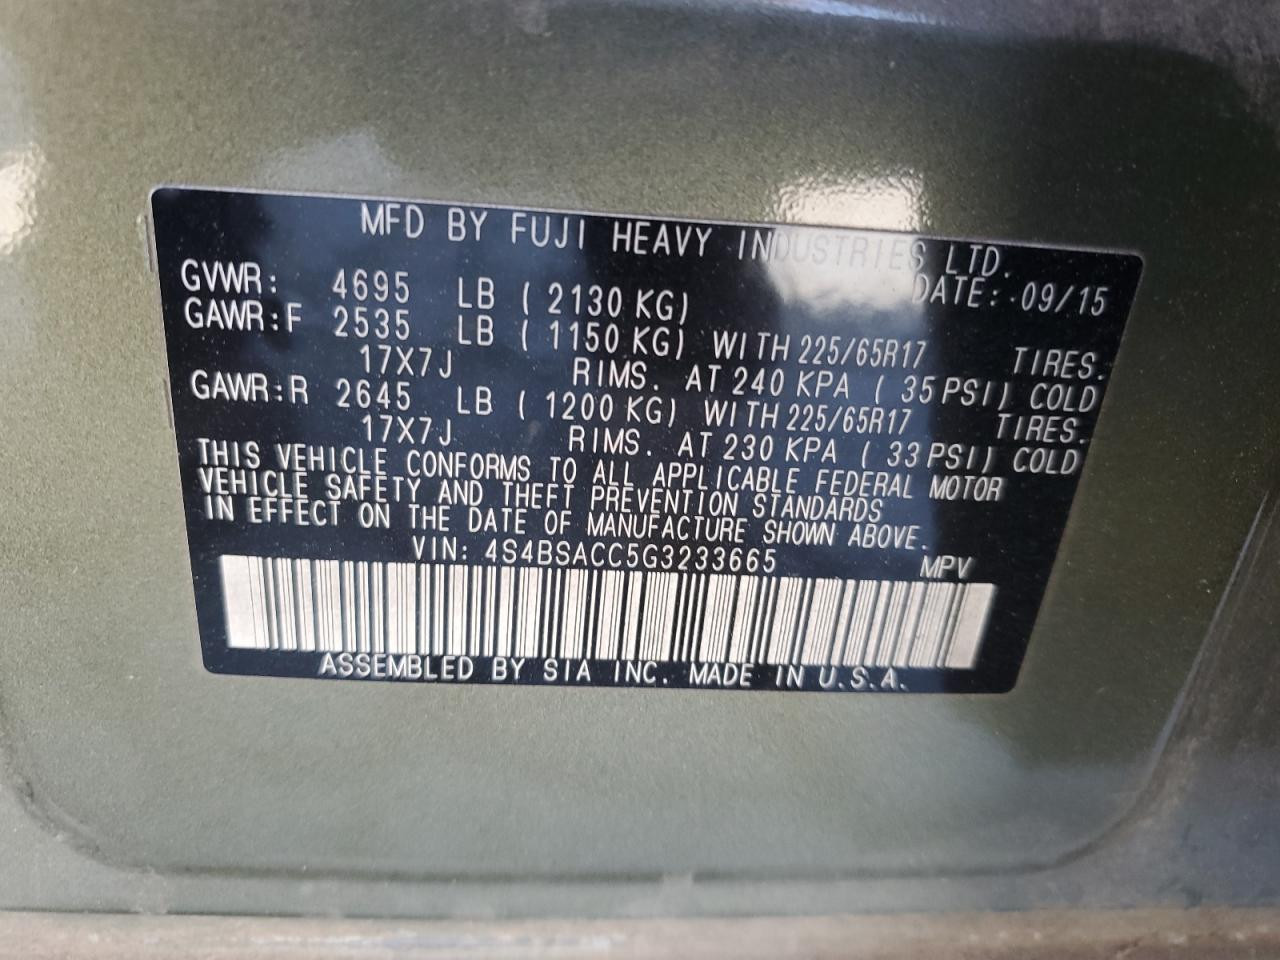 MFD BY FUJI HEAVY INDUSTRIES LTD.
DATE: 09/15
GVWR: 4695 LB ( 2130 KG)
GAWR:F 2535 LB ( 1150 KG) WITH 225/65R17 TIRES.
17X7J RIMS. AT 240 KPA ( 35 PSI) COLD
GAWR:R 2645 LB ( 1200 KG) WITH 225/65R17 TIRES.
17X7J RIMS. AT 230 KPA ( 33 PSI) COLD
THIS VEHICLE CONFORMS TO ALL APPLICABLE FEDERAL MOTOR
VEHICLE SAFETY AND THEFT PREVENTION STANDARDS
IN EFFECT ON THE DATE OF MANUFACTURE SHOWN ABOVE.
VIN: 4S4BSACC5G3233665 MPV
ASSEMBLED BY SIA INC. MADE IN U.S.A.